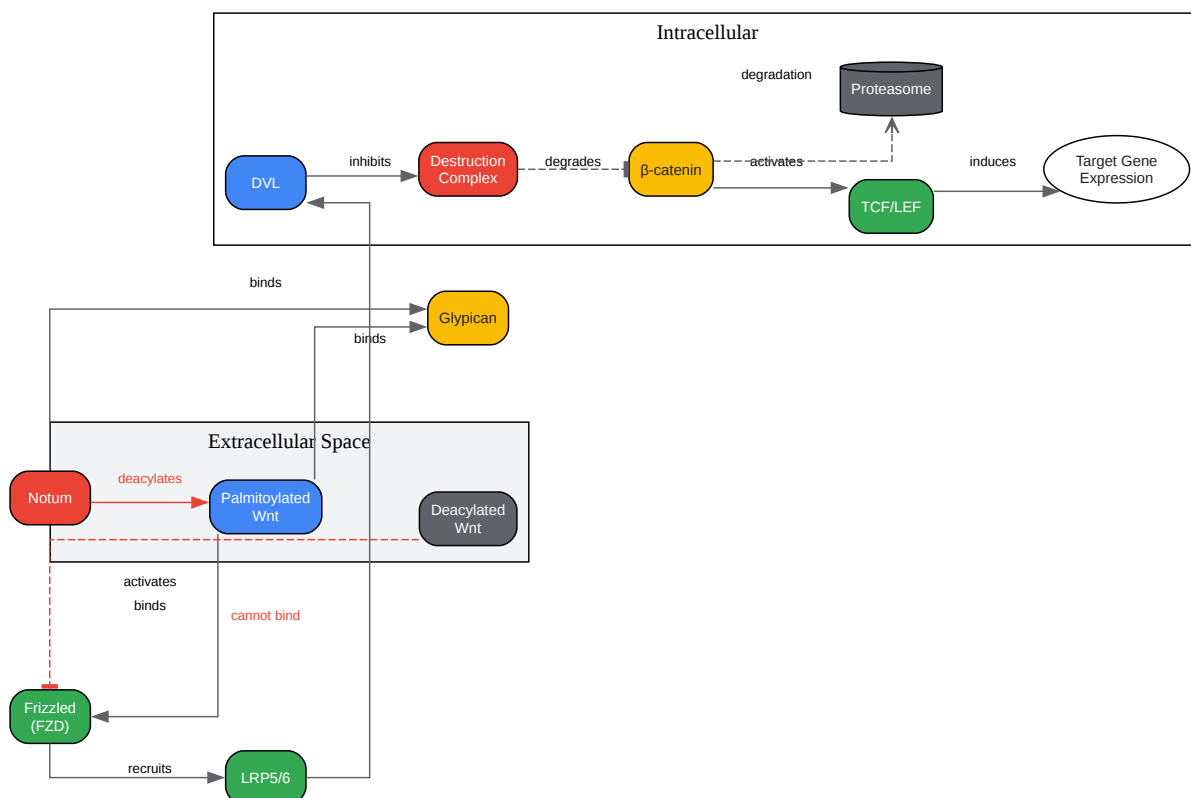 Intracellular
degradation
Proteasome
DVL
inhibits
Destruction
Complex
degrades
β-catenin
activates
TCF/LEF
induces
Target Gene
Expression
binds
Glypican
binds
Extracellular Space
Notum
deacylates
Palmitoylated
Wnt
Deacylated
Wnt
activates
binds
cannot bind
Frizzled
(FZD)
recruits
LRP5/6